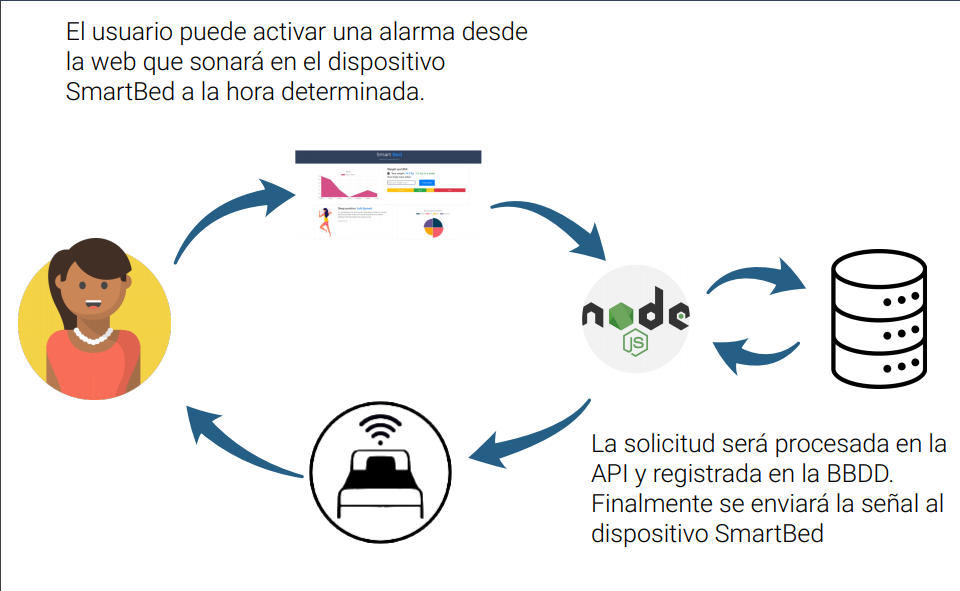 El usuario puede activar una alarma desde
la web que sonará en el dispositivo
SmartBed a la hora determinada.
Smart Bed
node
JS
La solicitud será procesada en la
API y registrada en la BBDD.
Finalmente se enviará la señal al
dispositivo SmartBed